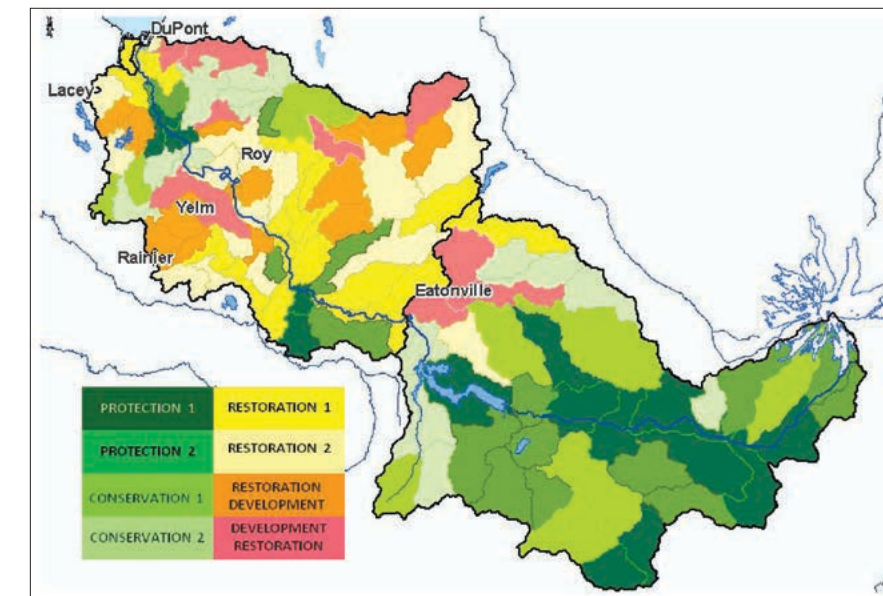 DuPont
Lacey
Roy
Yelm
Rainier
Eatonville
PROTECTION 1
RESTORATION 1
PROTECTION 2
RESTORATION 2
CONSERVATION 1
RESTORATION
DEVELOPMENT
CONSERVATION 2
DEVELOPMENT
RESTORATION